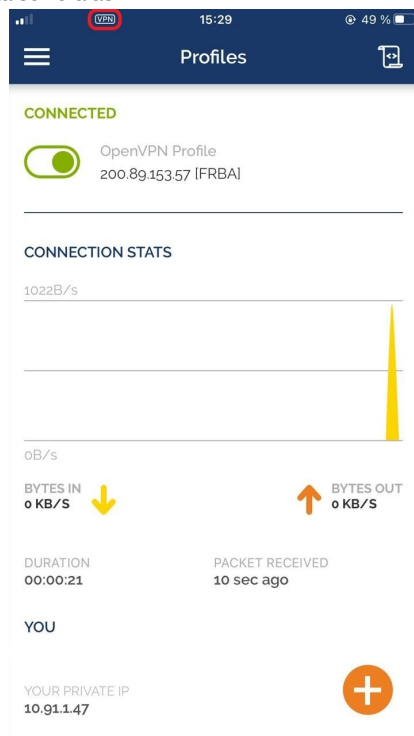 VPN 15:29 49 %
Profiles
CONNECTED
OpenVPN Profile
200.89.153.57 [FRBA]
CONNECTION STATS
1022B/s
0B/s
BYTES IN BYTES OUT
0 KB/S 0 KB/S
DURATION PACKET RECEIVED
00:00:21 10 sec ago
YOU
YOUR PRIVATE IP
10.91.1.47